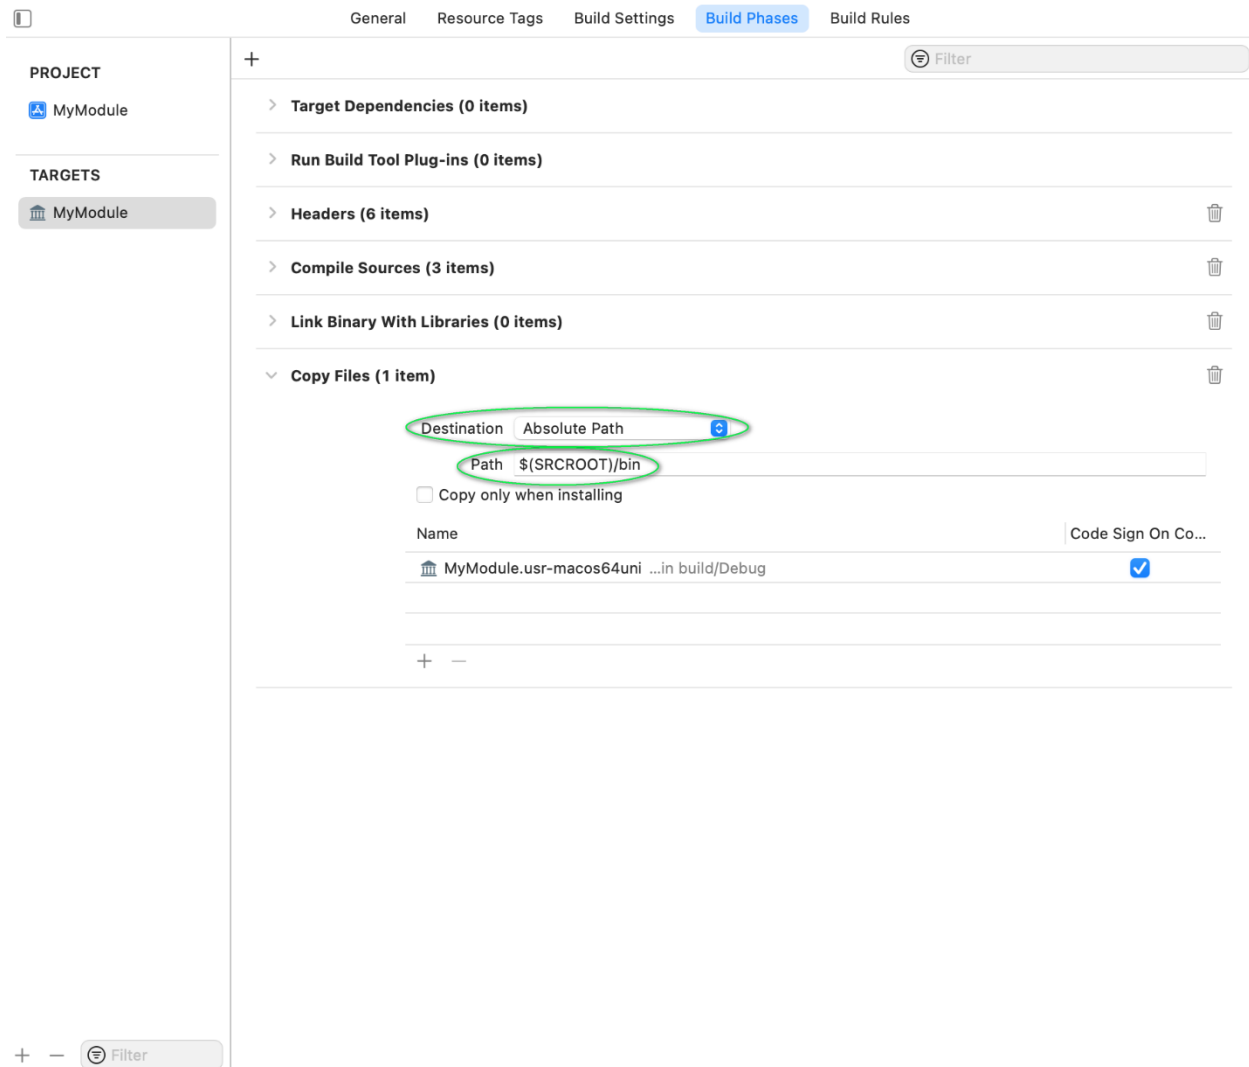 General Resource Tags Build Settings Build Phases Build Rules
Filter
PROJECT
MyModule
TARGETS
MyModule
Target Dependencies (0 items)
Run Build Tool Plug-ins (0 items)
Headers (6 items)
Compile Sources (3 items)
Link Binary With Libraries (0 items)
Copy Files (1 item)
Destination Absolute Path
Path $(SRCROOT)/bin
Copy only when installing
Name Code Sign On Co...
MyModule.usr-macos64uni ...in build/Debug
Filter